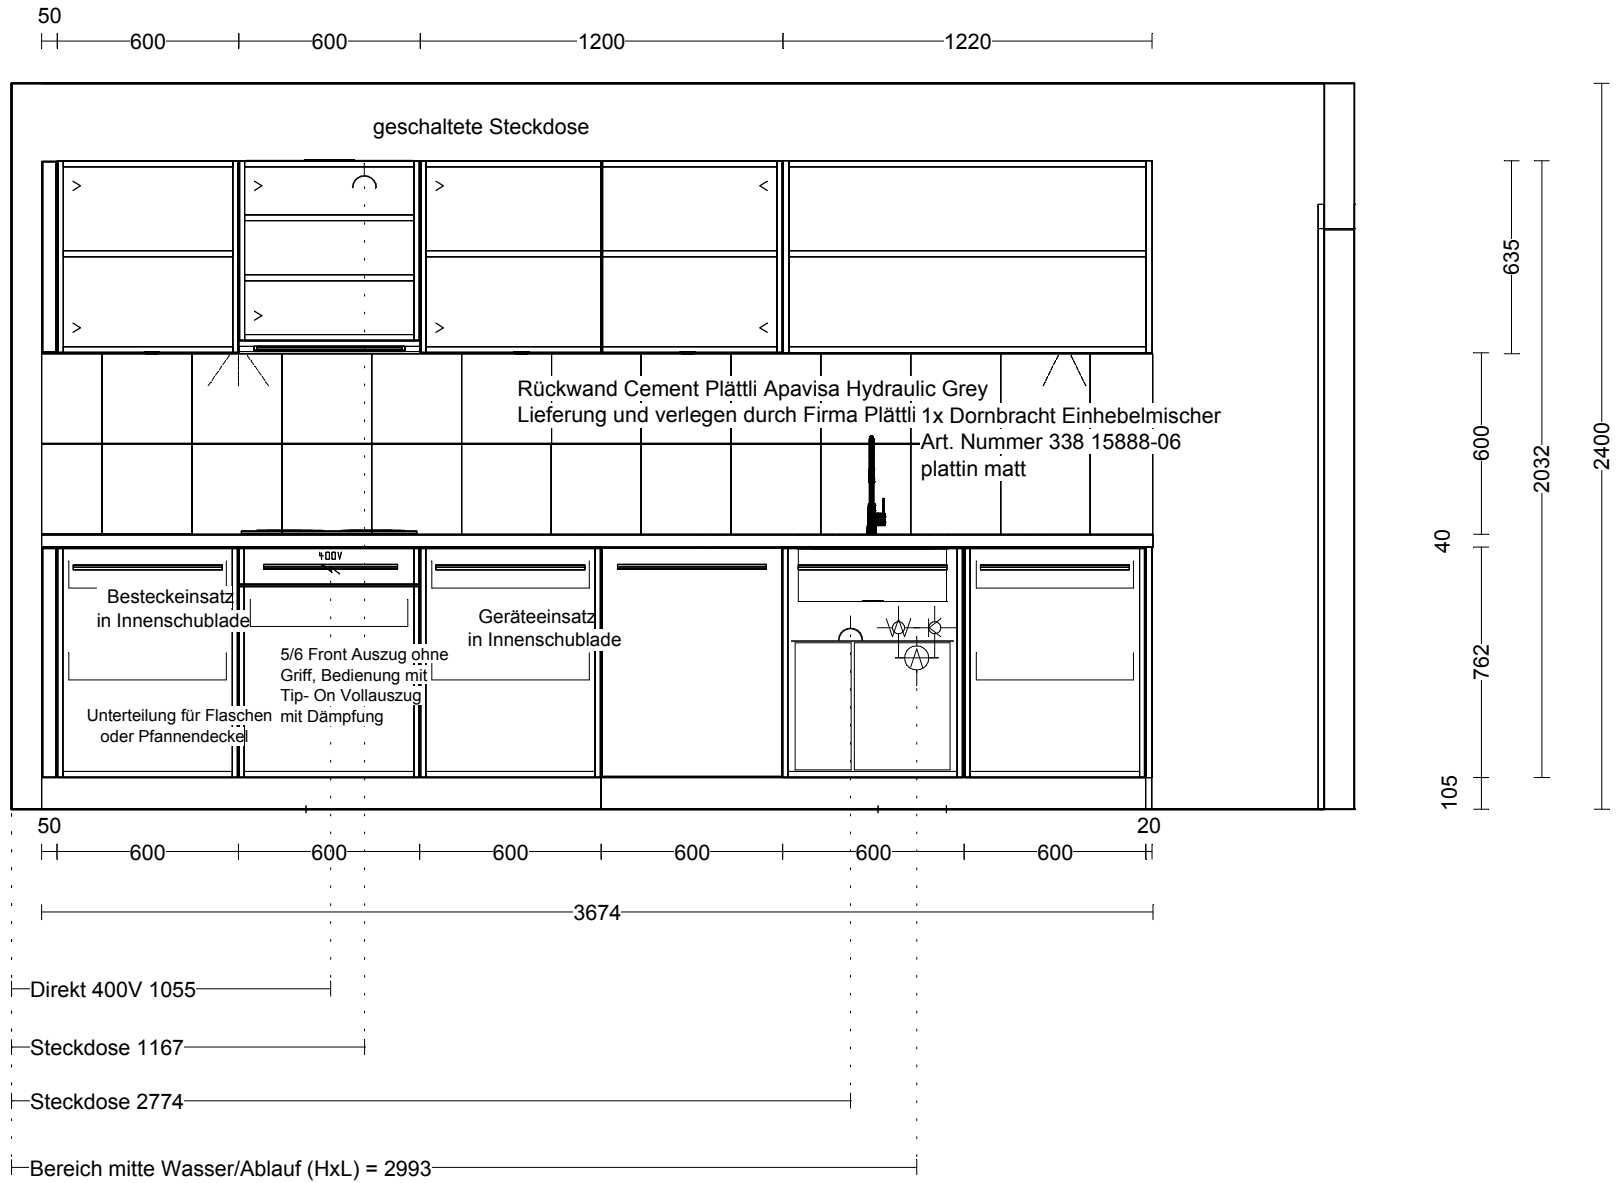 50
600 600 1200 1220
geschaltete Steckdose
635
Rückwand Cement Plättli Apavisa Hydraulic Grey
Lieferung und verlegen durch Firma Plättli
1x Dornbracht Einhebelmischer
Art. Nummer 338 15888-06
plattin matt
600
2032
2400
40
400V
Besteckeinsatz
in Innenschublade
Geräteeinsatz
in Innenschublade
5/6 Front Auszug ohne
Griff, Bedienung mit
Tip- On Vollauszug
mit Dämpfung
Unterteilung für Flaschen
oder Pfannendeckel
W K
A
762
105
50 20
600 600 600 600 600 600
3674
Direkt 400V 1055
Steckdose 1167
Steckdose 2774
Bereich mitte Wasser/Ablauf (HxL) = 2993